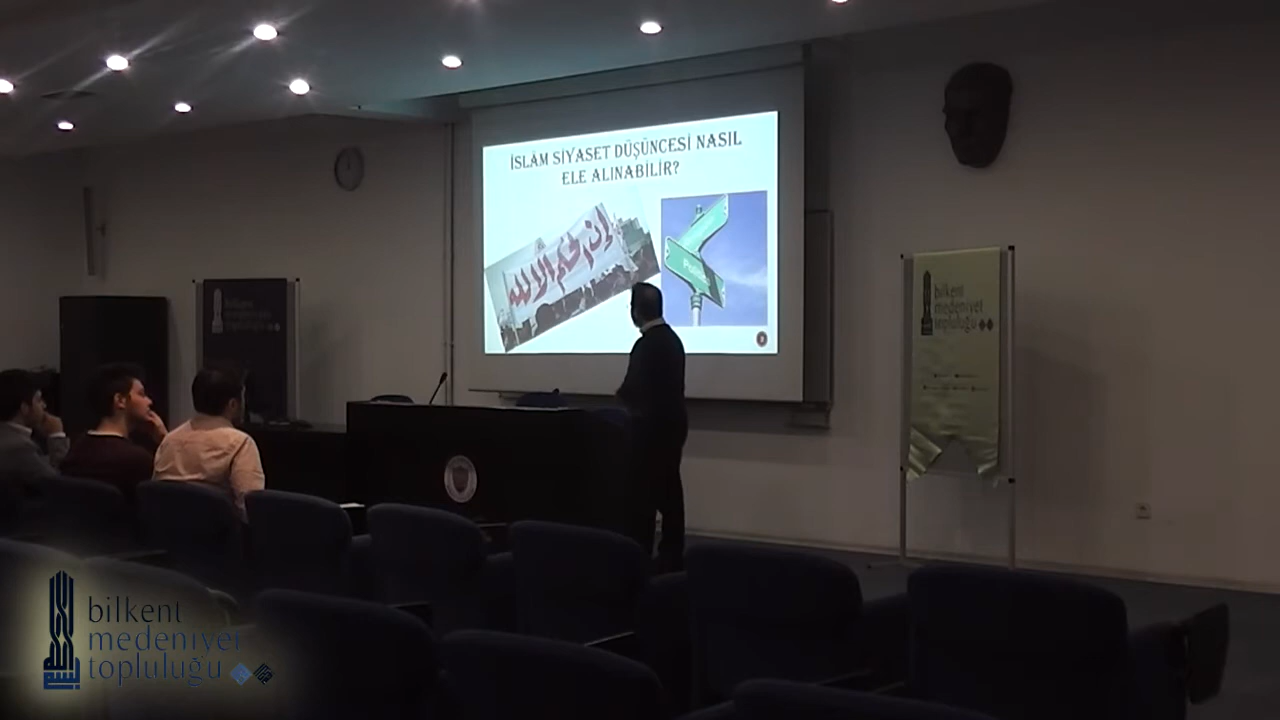 İSLÂM SİYASET DÜŞÜNCESİ NASIL
ELE ALINABİLİR?
إن الحكم إلا لله
bilkent
medeniyet
topluluğu
bilkent
medeniyet
topluluğu
bilkent
medeniyet
topluluğu